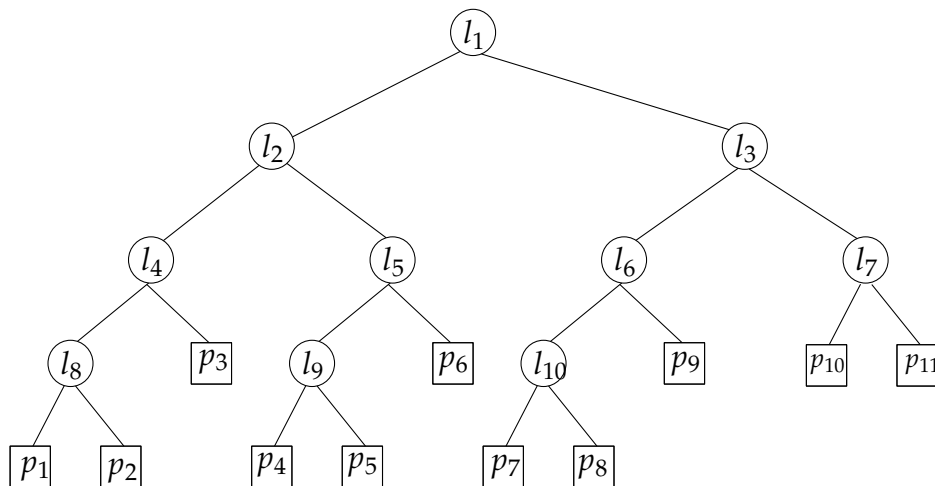 l₁
l₂ l₃
l₄ l₅ l₆ l₇
l₈ p₃ l₉ p₆ l₁₀ p₉ p₁₀ p₁₁
p₁ p₂ p₄ p₅ p₇ p₈